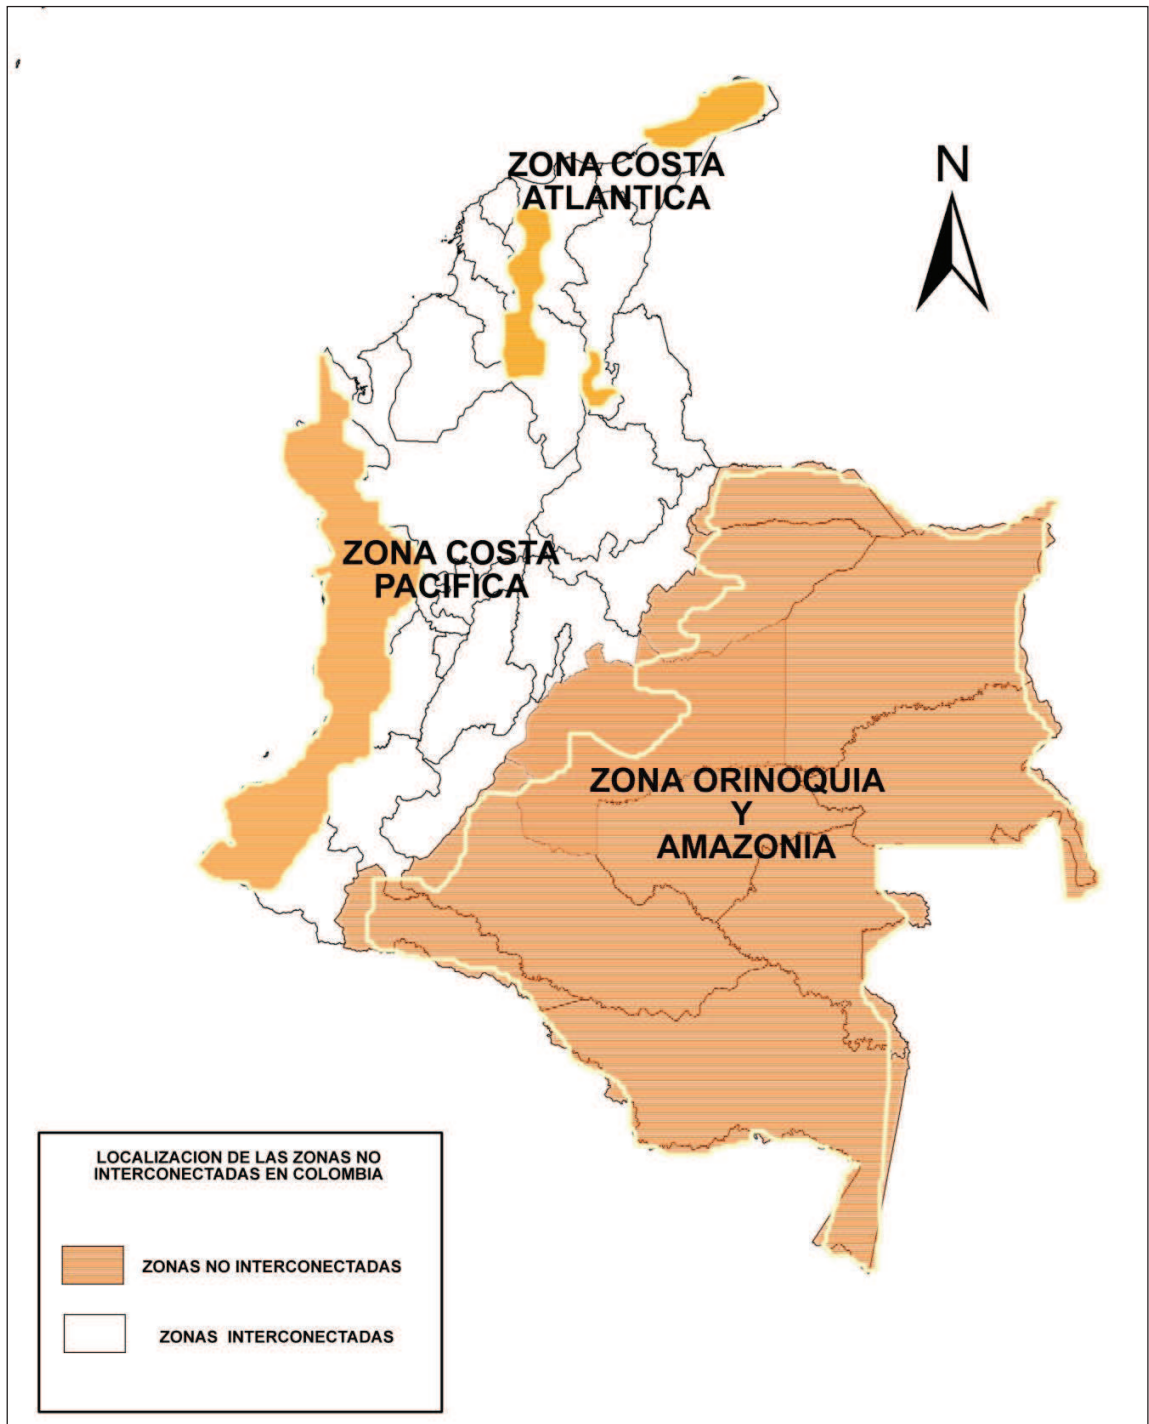 ZONA COSTA
ATLANTICA
N
ZONA COSTA
PACIFICA
ZONA ORINOQUIA
Y
AMAZONIA
LOCALIZACION DE LAS ZONAS NO
INTERCONECTADAS EN COLOMBIA
ZONAS NO INTERCONECTADAS
ZONAS INTERCONECTADAS